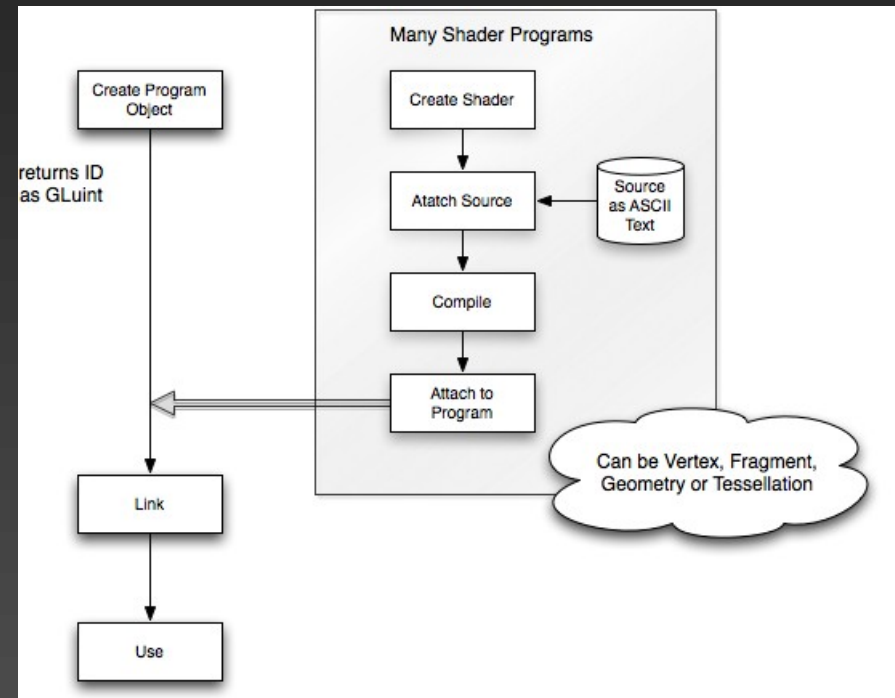 Many Shader Programs
Create Program
Object
returns ID
as GLuint
Create Shader
Atatch Source
Source
as ASCII
Text
Compile
Attach to
Program
Can be Vertex, Fragment,
Geometry or Tessellation
Link
Use